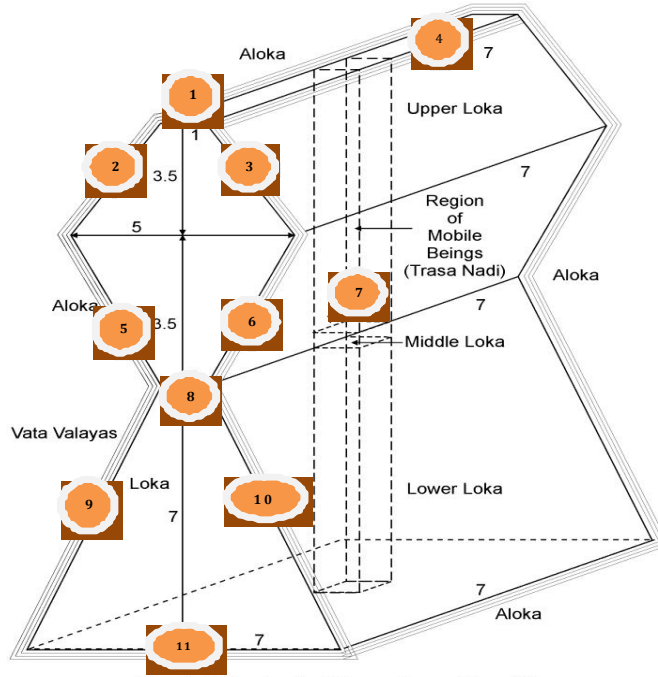 4
Aloka
7
1
Upper Loka
1
2
3
3.5
7
5
Region
of
Mobile
Beings
(Trasa Nadi)
Aloka
7
Aloka
7
5
3.5
6
Middle Loka
8
Vata Valayas
Loka
Lower Loka
9
10
7
7
Aloka
7
11